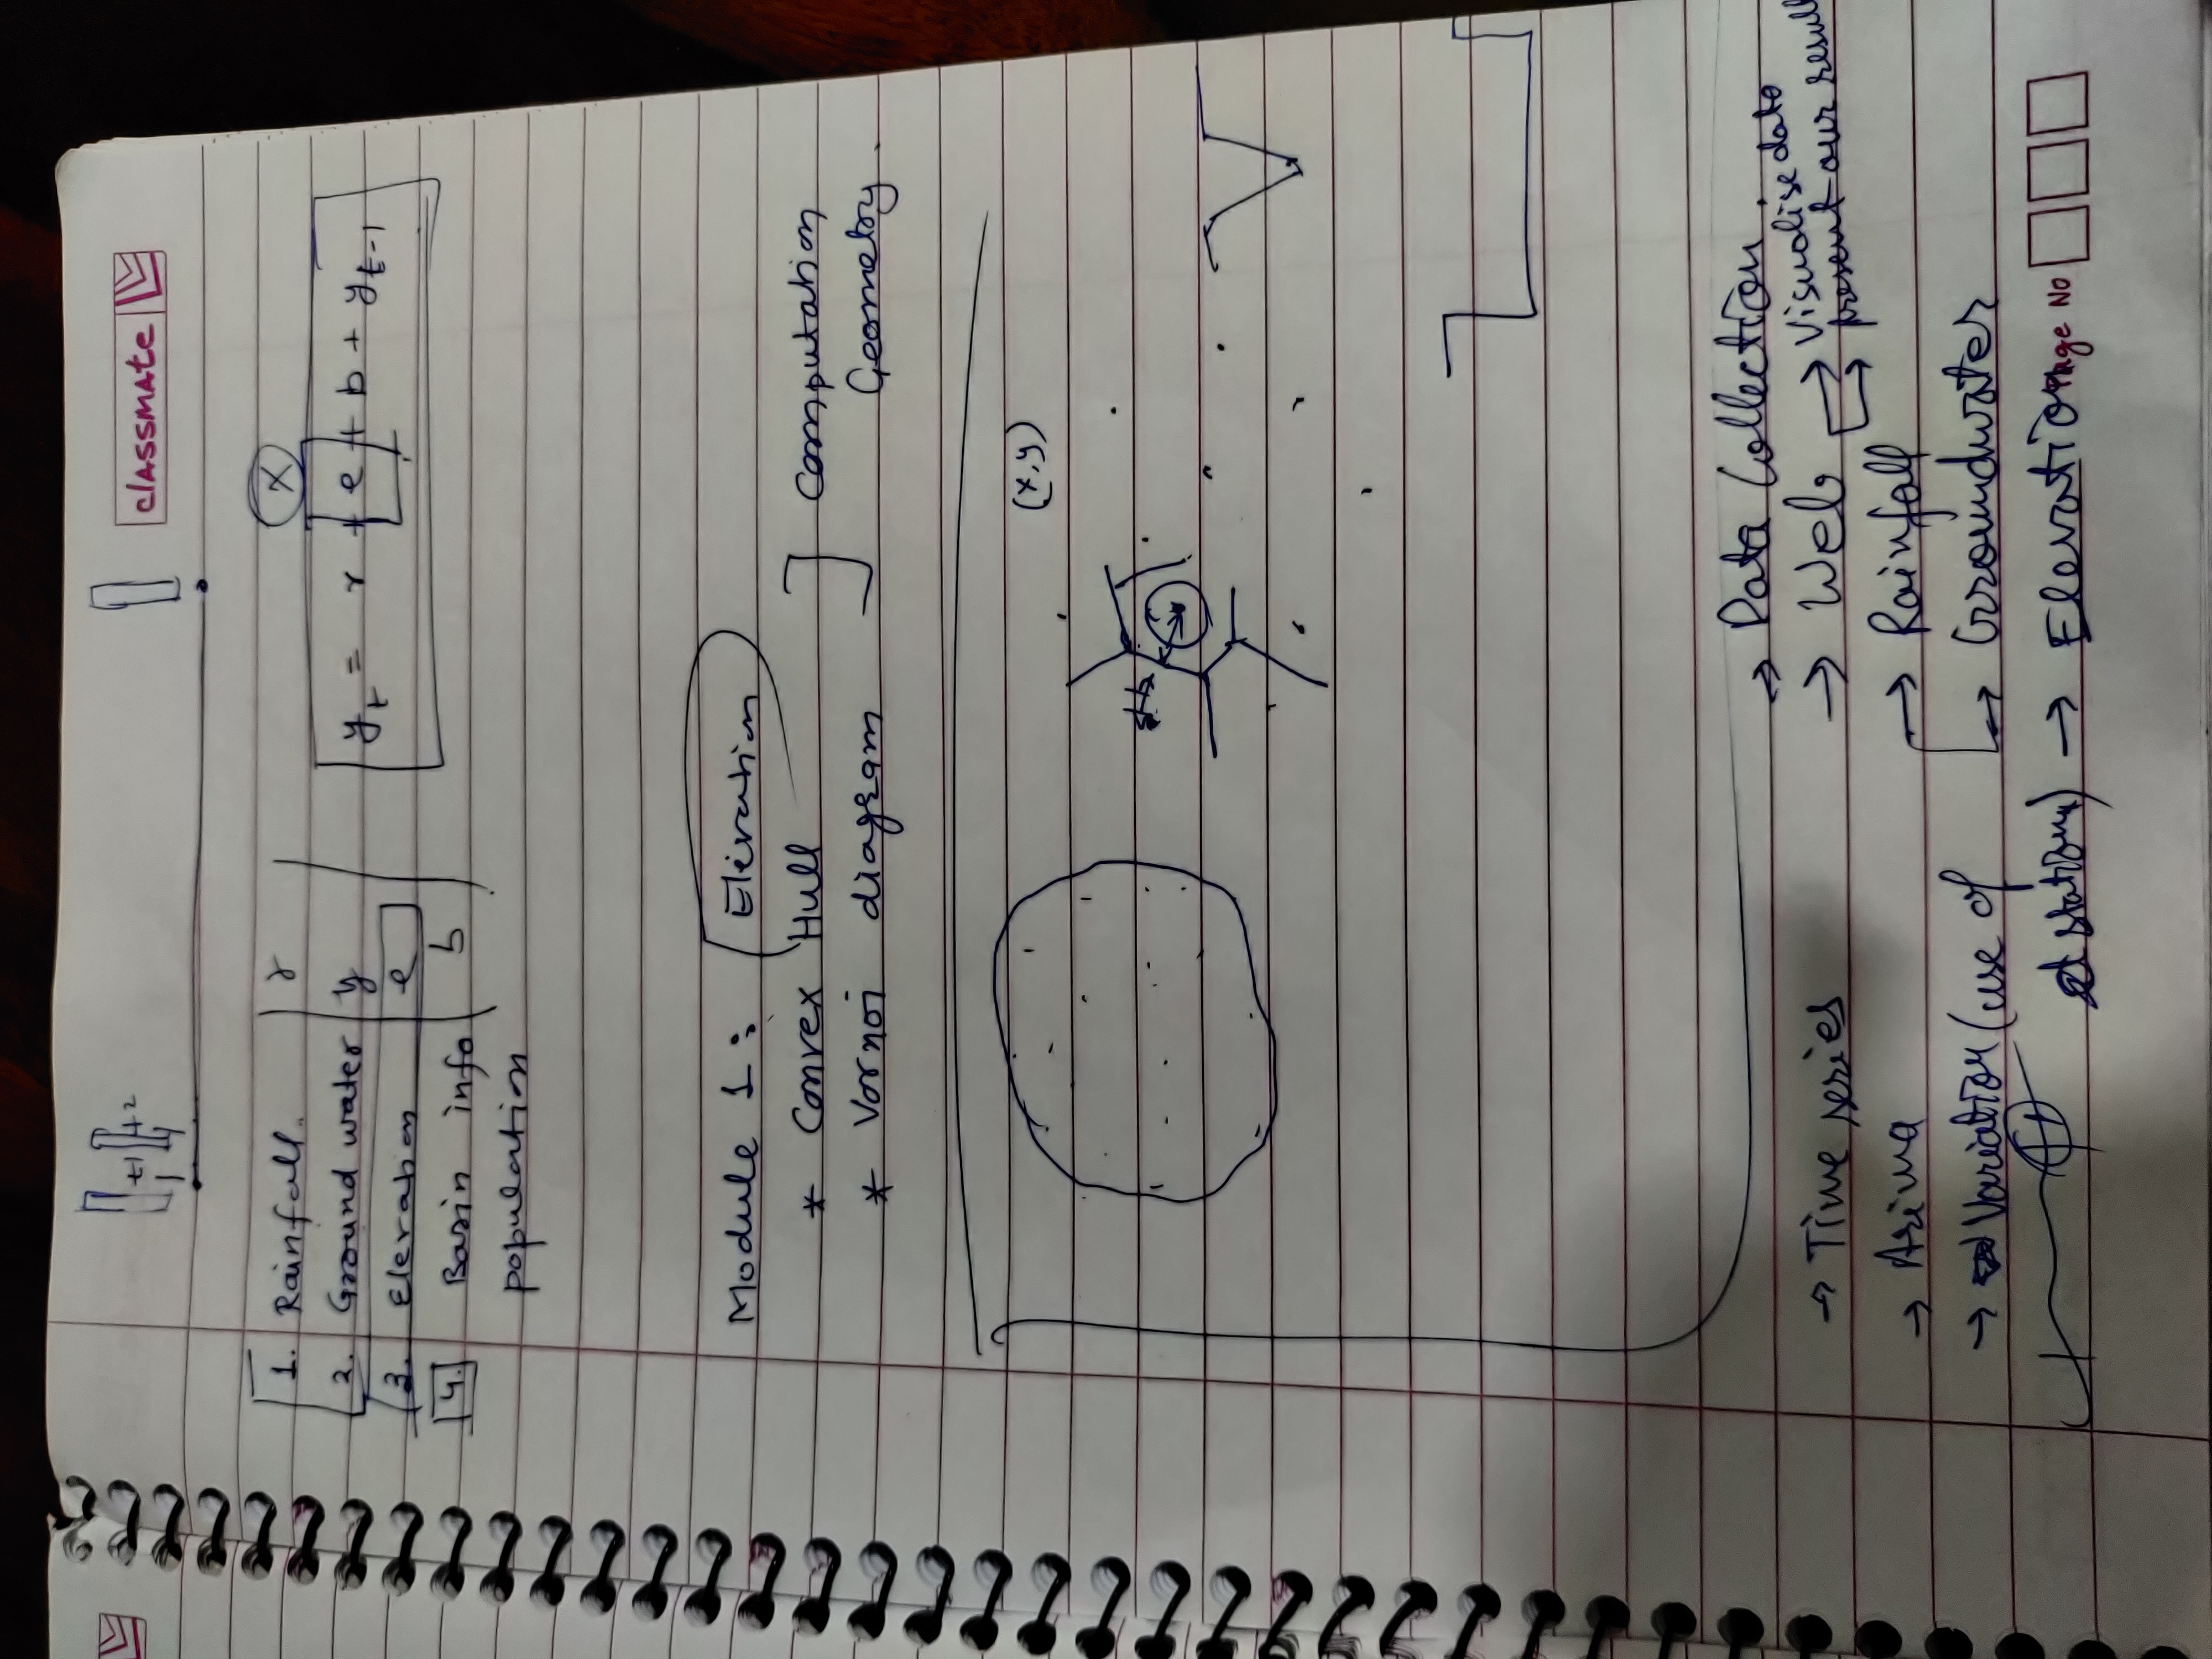 t1 t2
classmate
1. Rainfall. r
2. Ground water y
3. Elevation e
4. Basin info b
population
X
y_t = r + e + b + y_{t-1}
Module 1: Elevation
* Convex Hull
* Vornoi diagram
Computation
Geometry.
(x,y)
→ Time series
→ Arima
→ Variation (use of
stations)
→ Data Collection.
→ Web → Visualise data
→ present our result
→ Rainfall
→ Groundwater
→ Elevation
Page No